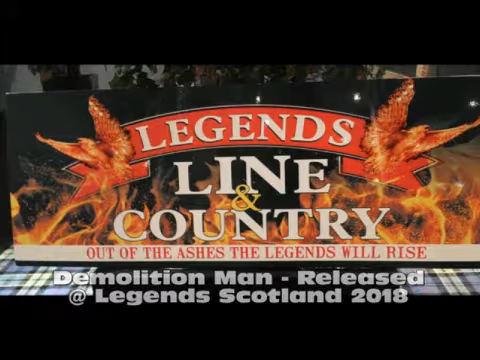 LEGENDS
LINE
&
COUNTRY
OUT OF THE ASHES THE LEGENDS WILL RISE
Demolition Man - Released
@ Legends Scotland 2018